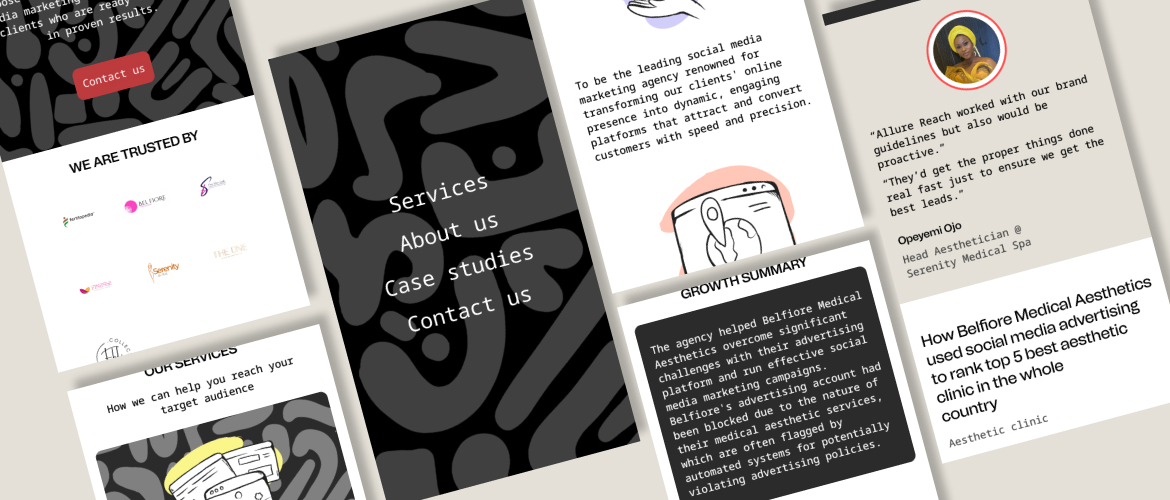 dia marketing
clients who are ready
in proven results.
Contact us
WE ARE TRUSTED BY
fertilopedia
BELFIORE
Serenity
THE LINE
COLLEC
OUR SERVICES
How we can help you reach your
target audience
Services
About us
Case studies
Contact us
To be the leading social media
marketing agency renowned for
transforming our clients' online
presence into dynamic, engaging
platforms that attract and convert
customers with speed and precision.
GROWTH SUMMARY
The agency helped Belfiore Medical
Aesthetics overcome significant
challenges with their advertising
platform and run effective social
media marketing campaigns.
Belfiore's advertising account had
been blocked due to the nature of
their medical aesthetic services,
which are often flagged by
automated systems for potentially
violating advertising policies.
“Allure Reach worked with our brand
guidelines but also would be
proactive.”
“They'd get the proper things done
real fast just to ensure we get the
best leads.”
Opeyemi Ojo
Head Aesthetician @
Serenity Medical Spa
How Belfiore Medical Aesthetics
used social media advertising
to rank top 5 best aesthetic
clinic in the whole
country
Aesthetic clinic